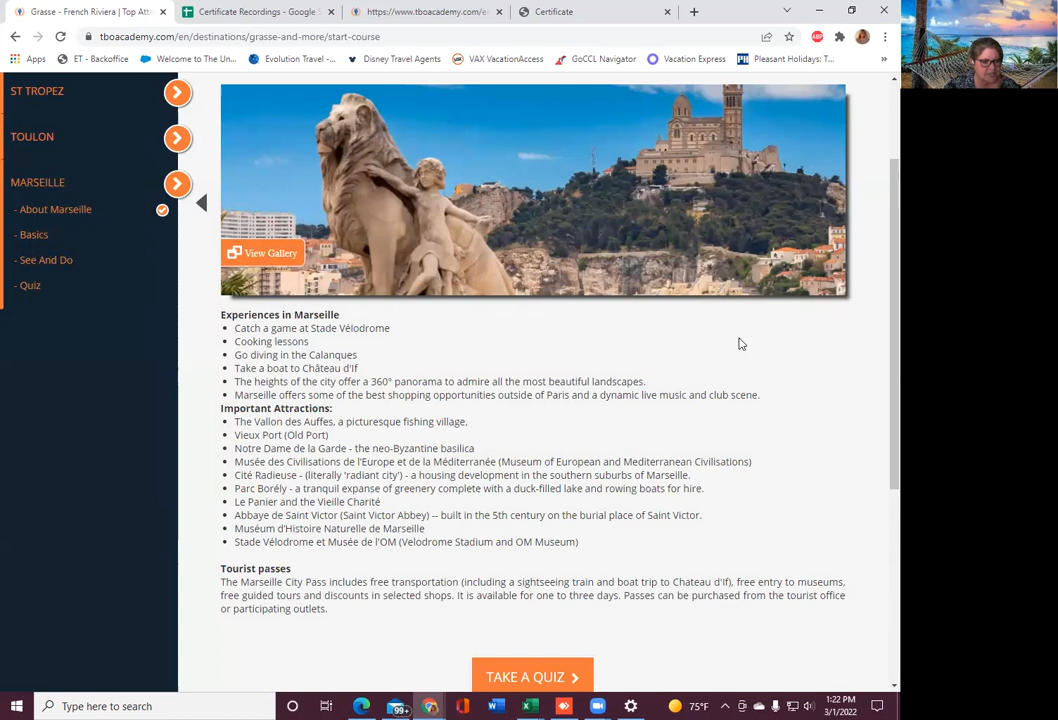 Grasse - French Riviera | Top Att
Certificate Recordings - Google S
https://www.tboacademy.com/e
Certificate
tboacademy.com/en/destinations/grasse-and-more/start-course
Apps
ET - Backoffice
Welcome to The Un...
Evolution Travel -...
Disney Travel Agents
VAX VacationAccess
GoCCL Navigator
Vacation Express
Pleasant Holidays: T...
ST TROPEZ
TOULON
MARSEILLE
- About Marseille
- Basics
- See And Do
- Quiz
View Gallery
Experiences in Marseille
• Catch a game at Stade Vélodrome
• Cooking lessons
• Go diving in the Calanques
• Take a boat to Château d'If
• The heights of the city offer a 360° panorama to admire all the most beautiful landscapes.
• Marseille offers some of the best shopping opportunities outside of Paris and a dynamic live music and club scene.
Important Attractions:
• The Vallon des Auffes, a picturesque fishing village,
• Vieux Port (Old Port)
• Notre Dame de la Garde - the neo-Byzantine basilica
• Musée des Civilisations de l'Europe et de la Méditerranée (Museum of European and Mediterranean Civilisations)
• Cité Radieuse - (literally 'radiant city') - a housing development in the southern suburbs of Marseille.
• Parc Borély - a tranquil expanse of greenery complete with a duck-filled lake and rowing boats for hire.
• Le Panier and the Vieille Charité
• Abbaye de Saint Victor (Saint Victor Abbey) -- built in the 5th century on the burial place of Saint Victor.
• Muséum d'Histoire Naturelle de Marseille
• Stade Vélodrome et Musée de l'OM (Velodrome Stadium and OM Museum)
Tourist passes
The Marseille City Pass includes free transportation (including a sightseeing train and boat trip to Chateau d'If), free entry to museums,
free guided tours and discounts in selected shops. It is available for one to three days. Passes can be purchased from the tourist office
or participating outlets.
TAKE A QUIZ
Type here to search
99+
75°F
1:22 PM
3/1/2022